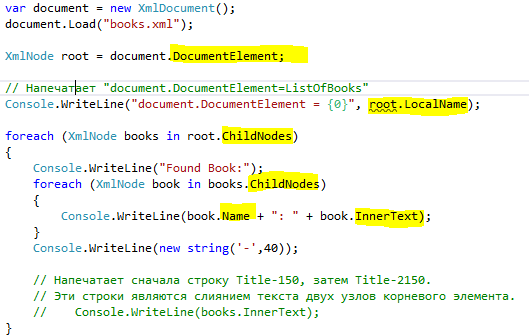 var document = new XmlDocument();
document.Load("books.xml");
XmlNode root = document.DocumentElement;
// Напечатает "document.DocumentElement=ListOfBooks"
Console.WriteLine("document.DocumentElement = {0}", root.LocalName);
foreach (XmlNode books in root.ChildNodes)
{
    Console.WriteLine("Found Book:");
    foreach (XmlNode book in books.ChildNodes)
    {
        Console.WriteLine(book.Name + ": " + book.InnerText);
    }
    Console.WriteLine(new string('-',40));
    // Напечатает сначала строку Title-150, затем Title-2150.
    // Эти строки являются слиянием текста двух узлов корневого элемента.
    //    Console.WriteLine(books.InnerText);
}